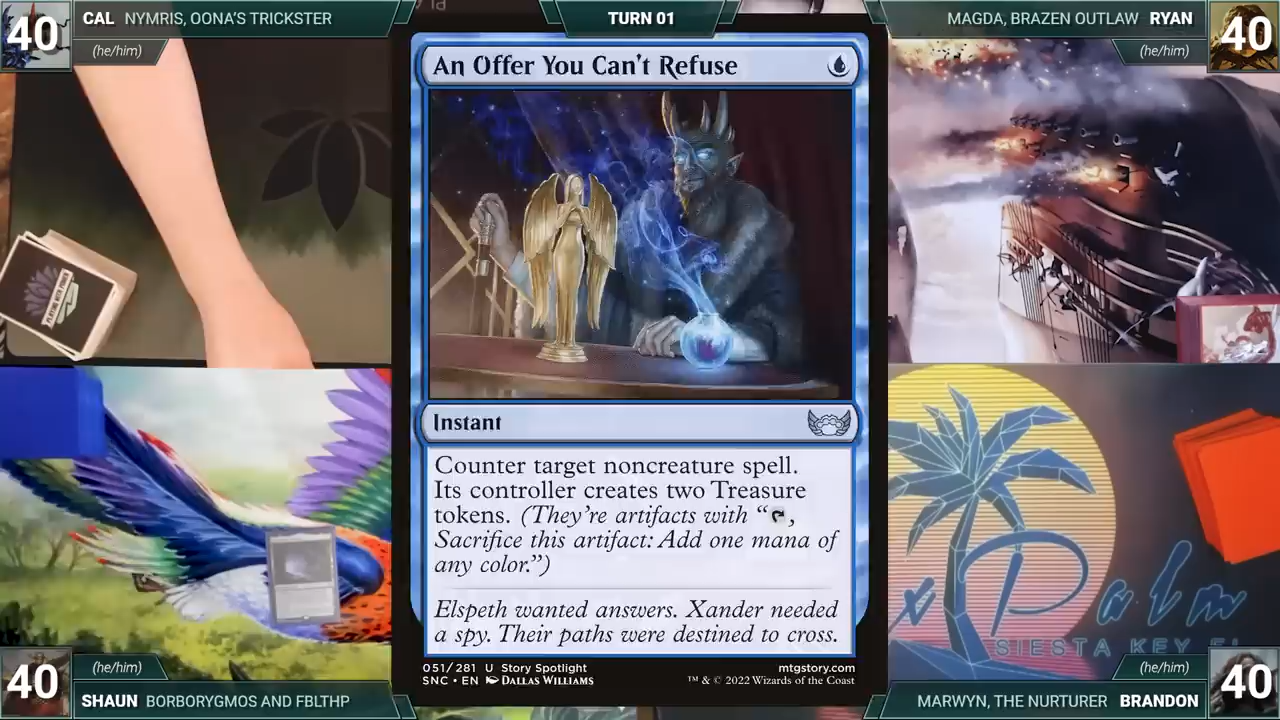 40
CAL NYMRIS, OONA'S TRICKSTER
(he/him)
TURN 01
MAGDA, BRAZEN OUTLAW RYAN
(he/him)
40
An Offer You Can't Refuse
Instant
Counter target noncreature spell.
Its controller creates two Treasure
tokens. (They're artifacts with “
,
Sacrifice this artifact: Add one mana of
any color.”)
Elspeth wanted answers. Xander needed
a spy. Their paths were destined to cross.
051/281 U Story Spotlight
SNC • EN DALLAS WILLIAMS
mtgstory.com
™ & © 2022 Wizards of the Coast
Palm
SIESTA KEY FL
40
(he/him)
SHAUN BORBORYGMOS AND FBLTHP
(he/him)
MARWYN, THE NURTURER BRANDON
40